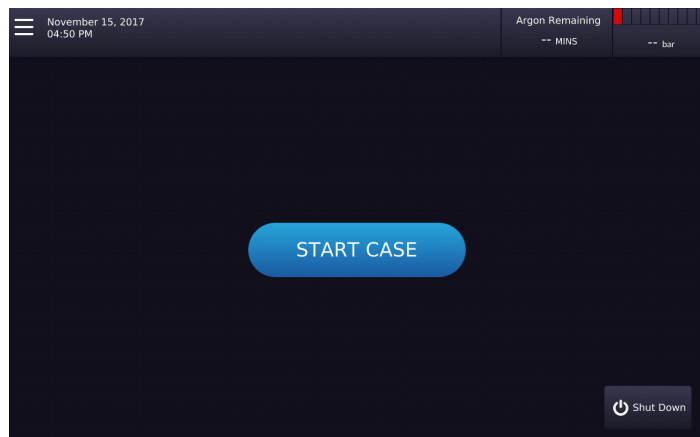 November 15, 2017
04:50 PM
Argon Remaining
-- MINS
-- bar
START CASE
Shut Down